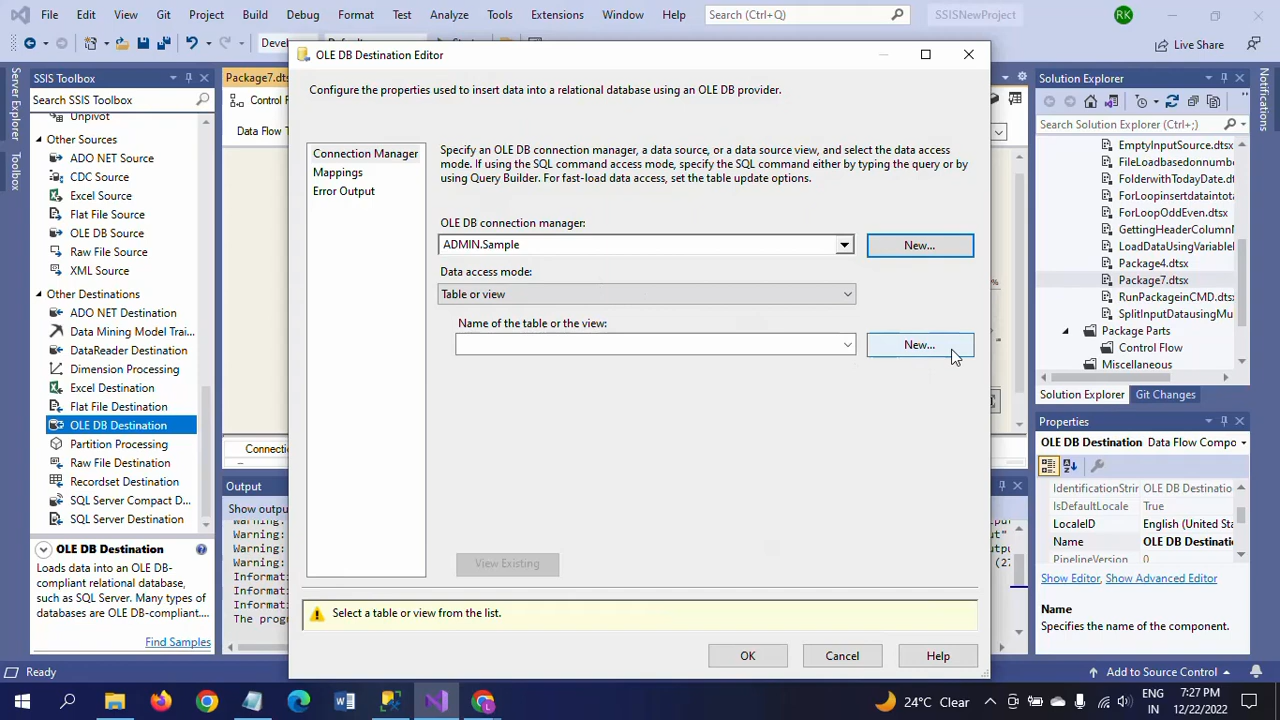 File Edit View Git Project Build Debug Format Test Analyze Tools Extensions Window Help Search (Ctrl+Q) SSISNewProject RK
Live Share
Server Explorer
Toolbox
SSIS Toolbox
Search SSIS Toolbox
Unpivot
Other Sources
ADO NET Source
CDC Source
Excel Source
Flat File Source
OLE DB Source
Raw File Source
XML Source
Other Destinations
ADO NET Destination
Data Mining Model Trai...
DataReader Destination
Dimension Processing
Excel Destination
Flat File Destination
OLE DB Destination
Partition Processing
Raw File Destination
Recordset Destination
SQL Server Compact D...
SQL Server Destination
OLE DB Destination
Loads data into an OLE DB-
compliant relational database,
such as SQL Server. Many types
of databases are OLE DB-compliant...
Find Samples
Package7.dts
Control F
Data Flow T
Connectio
Output
Show outpu
Warning:
Warning:
Warning:
Informati
Informati
Informati
The progr
OLE DB Destination Editor
Configure the properties used to insert data into a relational database using an OLE DB provider.
Connection Manager
Mappings
Error Output
Specify an OLE DB connection manager, a data source, or a data source view, and select the data access
mode. If using the SQL command access mode, specify the SQL command either by typing the query or by
using Query Builder. For fast-load data access, set the table update options.
OLE DB connection manager:
ADMIN.Sample New...
Data access mode:
Table or view
Name of the table or the view:
New...
View Existing
Select a table or view from the list.
OK Cancel Help
Solution Explorer
Search Solution Explorer (Ctrl+;)
EmptyInputSource.dtsx
FileLoadbasedonnumbe
FolderwithTodayDate.dt
ForLoopinsertdataintota
ForLoopOddEven.dtsx
GettingHeaderColumnF
LoadDataUsingVariable
Package4.dtsx
Package7.dtsx
RunPackageinCMD.dtsx
SplitInputDatausingMu
Package Parts
Control Flow
Miscellaneous
Solution Explorer Git Changes
Properties
OLE DB Destination Data Flow Compo
IdentificationStrin OLE DB Destination
IsDefaultLocale True
LocaleID English (United Sta
Name OLE DB Destinati
PipelineVersion 0
Show Editor, Show Advanced Editor
Name
Specifies the name of the component.
Notifications
Ready Add to Source Control
24°C Clear ENG IN 7:27 PM 12/22/2022